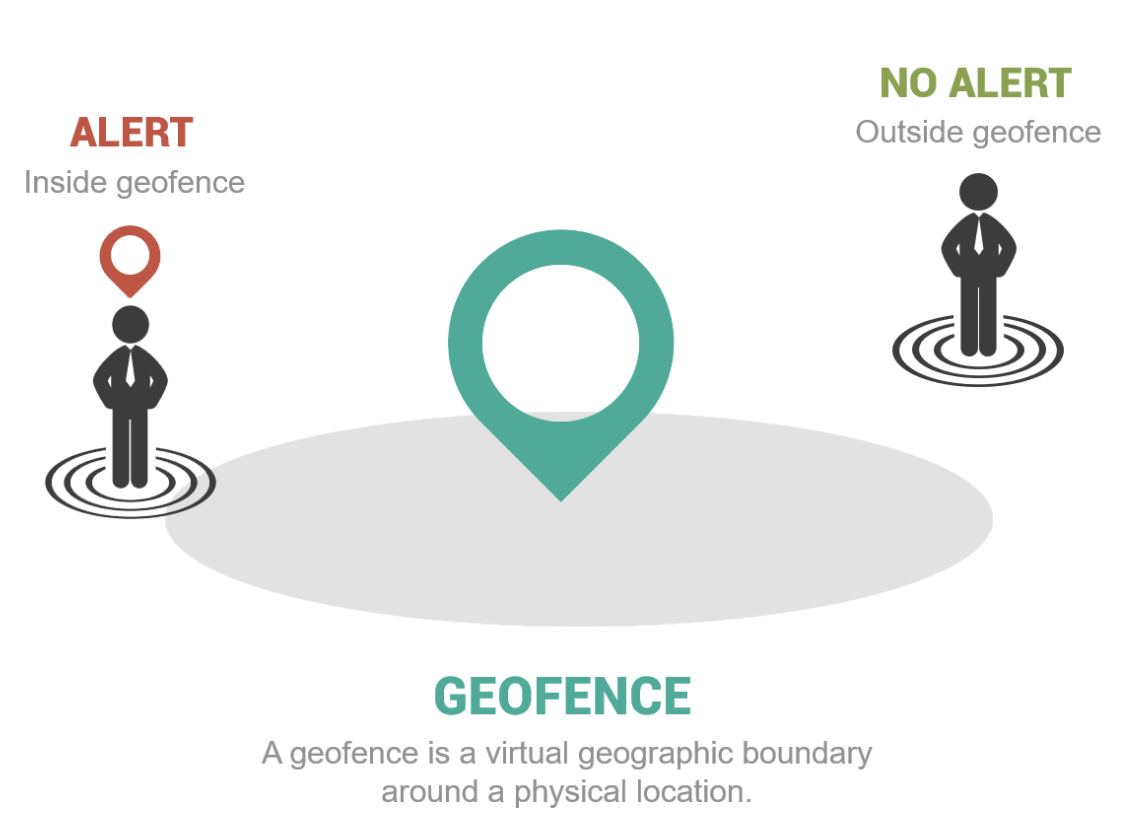 ALERT
Inside geofence
NO ALERT
Outside geofence
GEOFENCE
A geofence is a virtual geographic boundary
around a physical location.